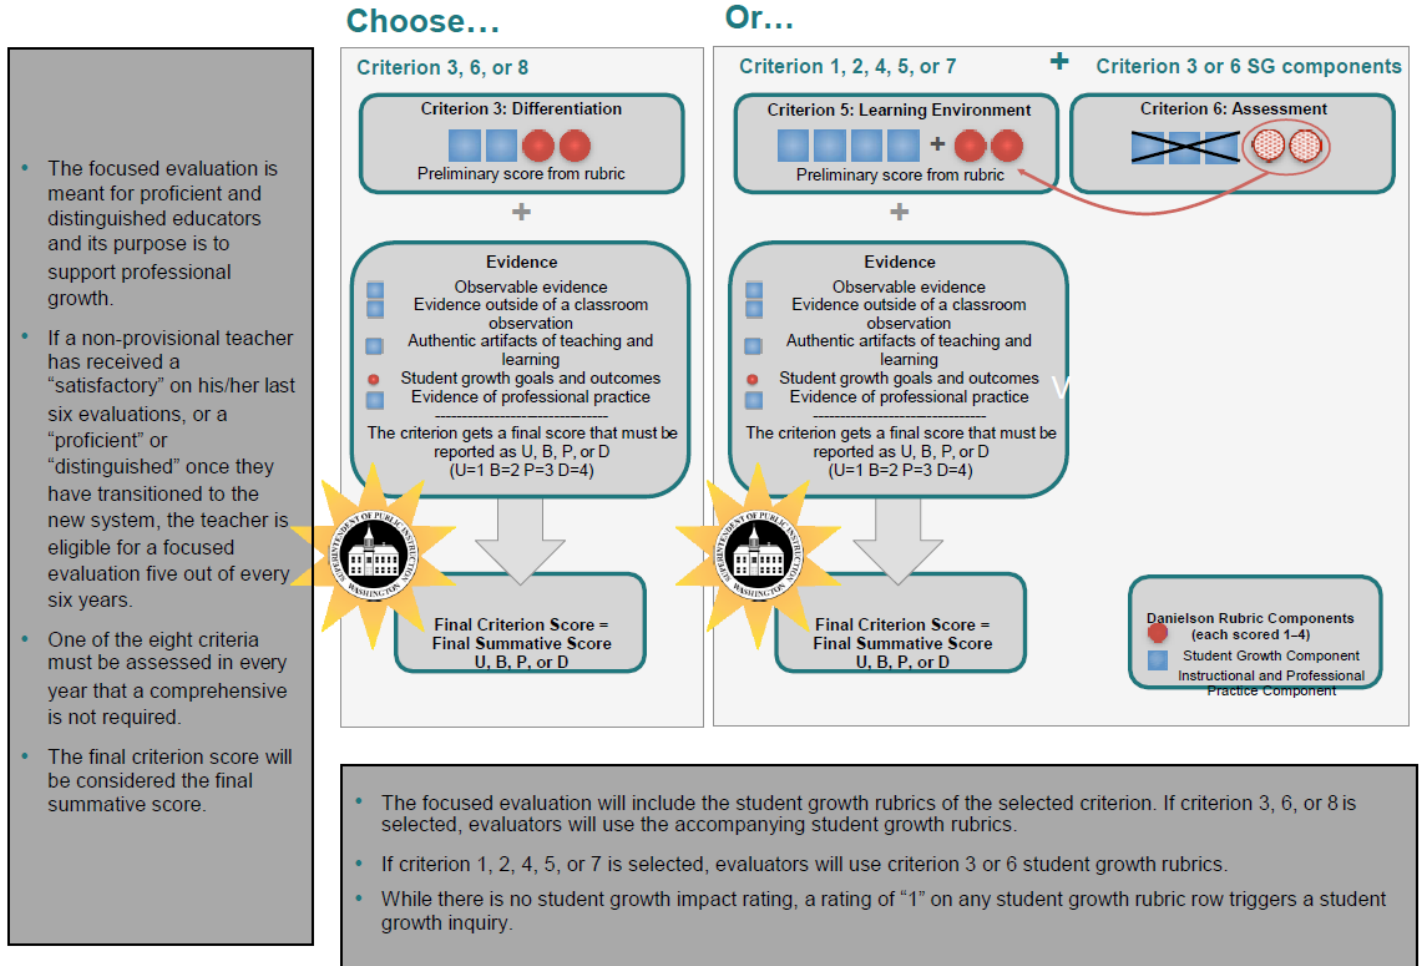 Choose...
Or...
• The focused evaluation is
meant for proficient and
distinguished educators
and its purpose is to
support professional
growth.
• If a non-provisional teacher
has received a
“satisfactory” on his/her last
six evaluations, or a
“proficient” or
“distinguished” once they
have transitioned to the
new system, the teacher is
eligible for a focused
evaluation five out of every
six years.
• One of the eight criteria
must be assessed in every
year that a comprehensive
is not required.
• The final criterion score will
be considered the final
summative score.
Criterion 3, 6, or 8
Criterion 3: Differentiation
Preliminary score from rubric
+
Evidence
Observable evidence
Evidence outside of a classroom
observation
Authentic artifacts of teaching and
learning
Student growth goals and outcomes
Evidence of professional practice
--------------------------------
The criterion gets a final score that must be
reported as U, B, P, or D
(U=1 B=2 P=3 D=4)
SUPERINTENDENT OF PUBLIC INSTRUCTION
WASHINGTON
Final Criterion Score =
Final Summative Score
U, B, P, or D
Criterion 1, 2, 4, 5, or 7
+
Criterion 3 or 6 SG components
Criterion 5: Learning Environment
+
Preliminary score from rubric
Criterion 6: Assessment
+
Evidence
Observable evidence
Evidence outside of a classroom
observation
Authentic artifacts of teaching and
learning
Student growth goals and outcomes
V
Evidence of professional practice
--------------------------------
The criterion gets a final score that must be
reported as U, B, P, or D
(U=1 B=2 P=3 D=4)
SUPERINTENDENT OF PUBLIC INSTRUCTION
WASHINGTON
Final Criterion Score =
Final Summative Score
U, B, P, or D
Danielson Rubric Components
(each scored 1–4)
Student Growth Component
Instructional and Professional
Practice Component
• The focused evaluation will include the student growth rubrics of the selected criterion. If criterion 3, 6, or 8 is
selected, evaluators will use the accompanying student growth rubrics.
• If criterion 1, 2, 4, 5, or 7 is selected, evaluators will use criterion 3 or 6 student growth rubrics.
• While there is no student growth impact rating, a rating of “1” on any student growth rubric row triggers a student
growth inquiry.